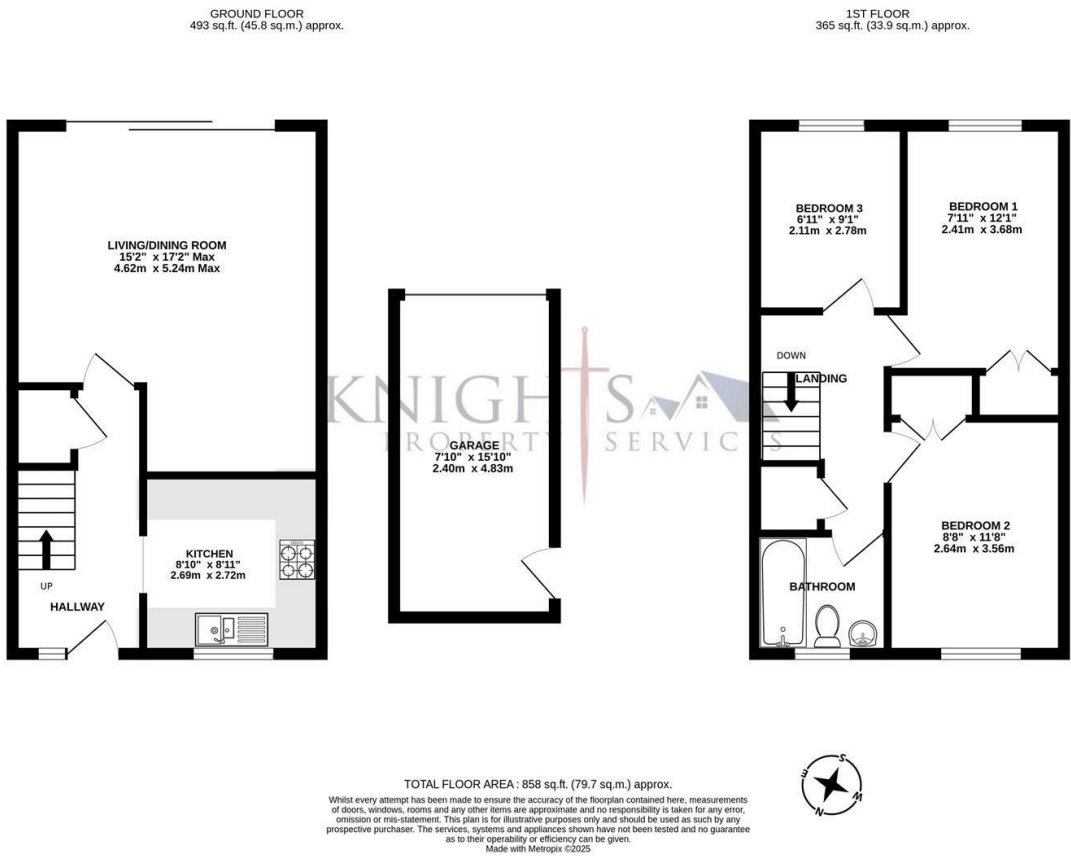 GROUND FLOOR
493 sq.ft. (45.8 sq.m.) approx.
1ST FLOOR
365 sq.ft. (33.9 sq.m.) approx.
LIVING/DINING ROOM
15'2" x 17'2" Max
4.62m x 5.24m Max
BEDROOM 3
6'11" x 9'1"
2.11m x 2.78m
BEDROOM 1
7'11" x 12'1"
2.41m x 3.68m
DOWN
LANDING
KNIGHTS
PROPERTY SERVICES
GARAGE
7'10" x 15'10"
2.40m x 4.83m
KITCHEN
8'10" x 8'11"
2.69m x 2.72m
UP
HALLWAY
BEDROOM 2
8'8" x 11'8"
2.64m x 3.56m
BATHROOM
S
E
W
N
TOTAL FLOOR AREA : 858 sq.ft. (79.7 sq.m.) approx.
Whilst every attempt has been made to ensure the accuracy of the floorplan contained here, measurements
of doors, windows, rooms and any other items are approximate and no responsibility is taken for any error,
omission or mis-statement. This plan is for illustrative purposes only and should be used as such by any
prospective purchaser. The services, systems and appliances shown have not been tested and no guarantee
as to their operability or efficiency can be given.
Made with Metropix ©2025